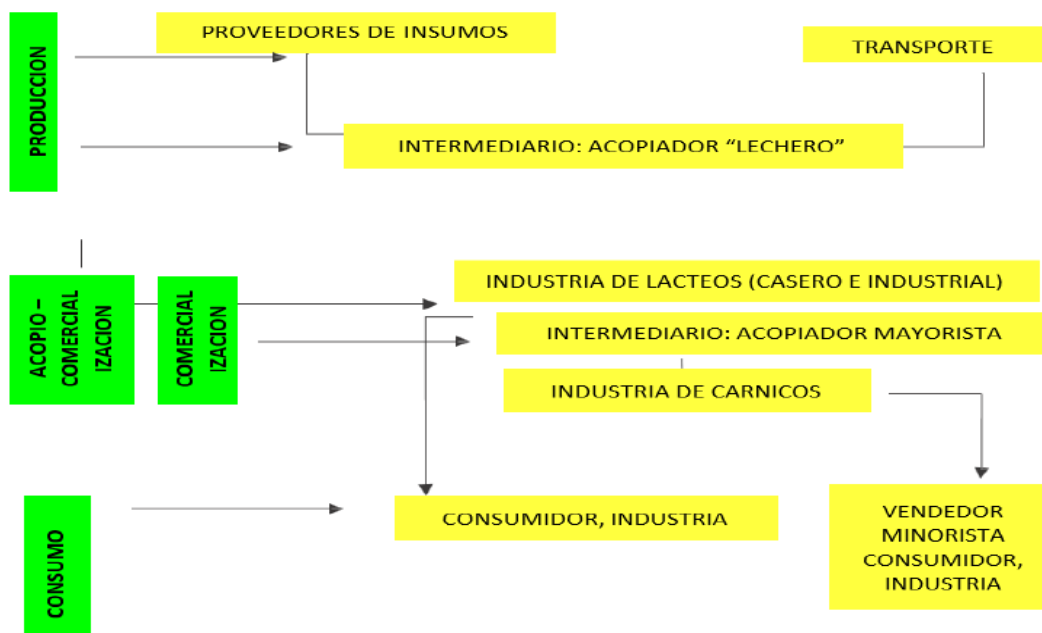 PRODUCCION
PROVEEDORES DE INSUMOS
TRANSPORTE
INTERMEDIARIO: ACOPIADOR “LECHERO”
ACOPIO –
COMERCIAL
IZACION
COMERCIAL
IZACION
INDUSTRIA DE LACTEOS (CASERO E INDUSTRIAL)
INTERMEDIARIO: ACOPIADOR MAYORISTA
INDUSTRIA DE CARNICOS
CONSUMO
CONSUMIDOR, INDUSTRIA
VENDEDOR
MINORISTA
CONSUMIDOR,
INDUSTRIA